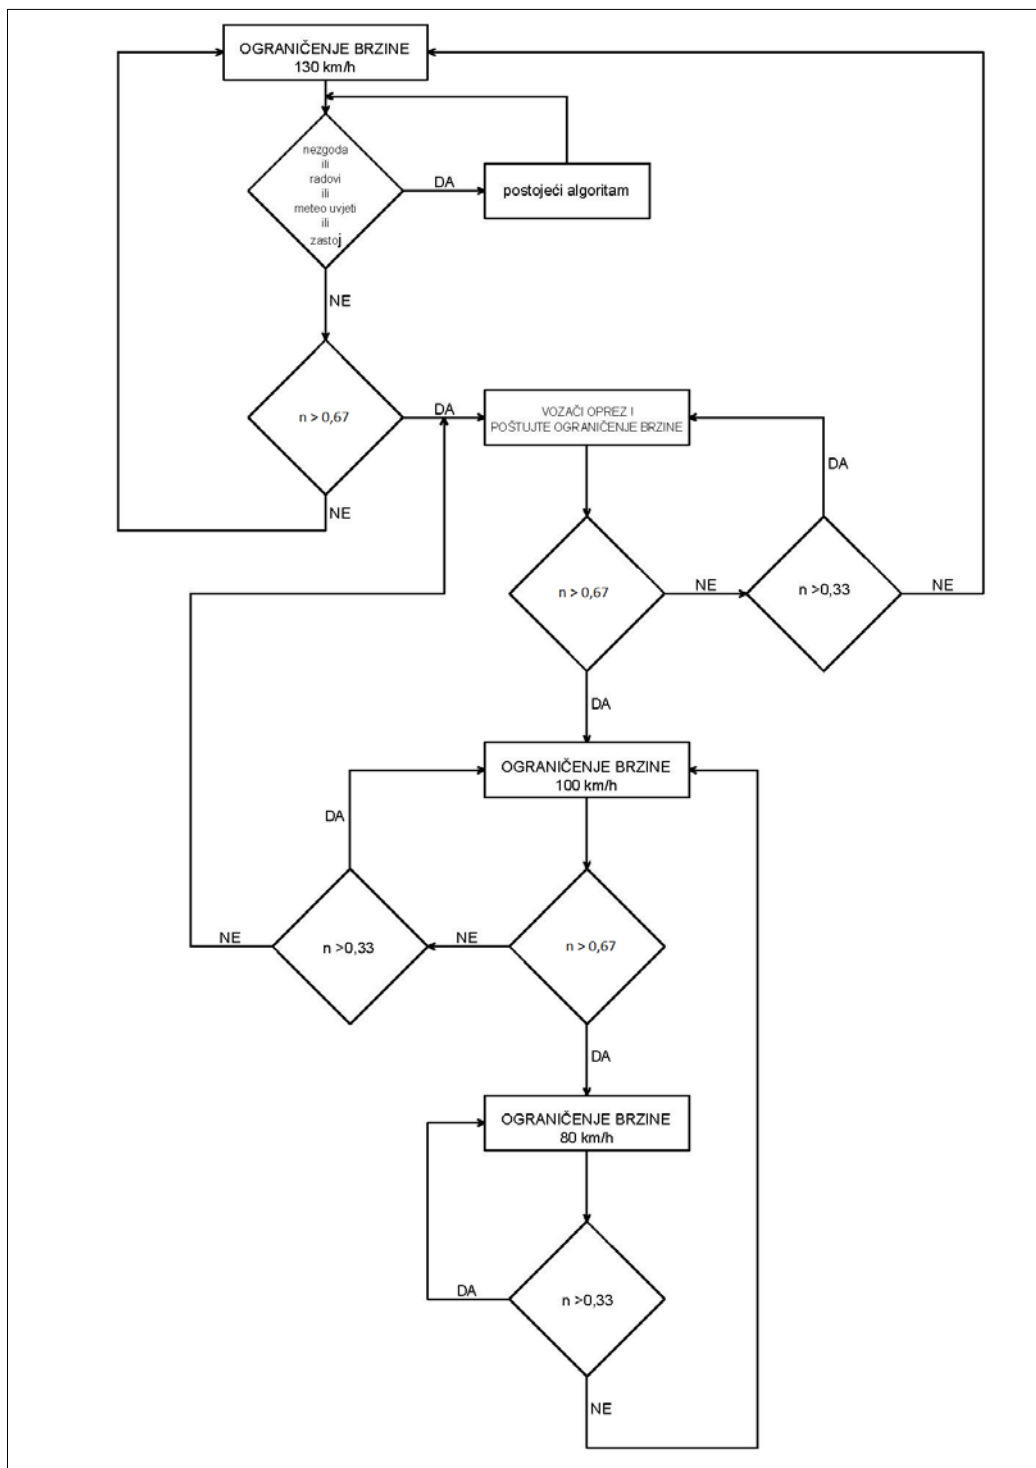 OGRANIČENJE BRZINE
130 km/h
nezgoda
ili
radovi
ili
meteo uvjeti
ili
zastoj
DA
postojeći algoritam
NE
n > 0,67
DA
VOZAČI OPREZ I
POŠTUJTE OGRANIČENJE BRZINE
NE
DA
n > 0,67
NE
n >0,33
NE
DA
OGRANIČENJE BRZINE
100 km/h
DA
NE
n >0,33
NE
n > 0,67
DA
OGRANIČENJE BRZINE
80 km/h
DA
n >0,33
NE